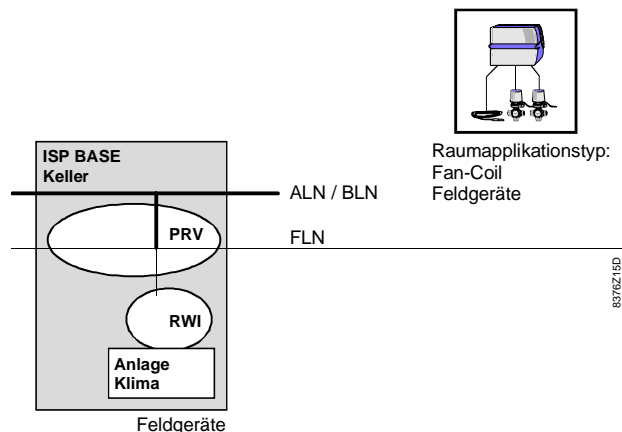 ISP BASE
Keller
ALN / BLN
PRV
FLN
RWI
Anlage
Klima
Feldgeräte
Raumapplikationstyp:
Fan-Coil
Feldgeräte
8376Z15D